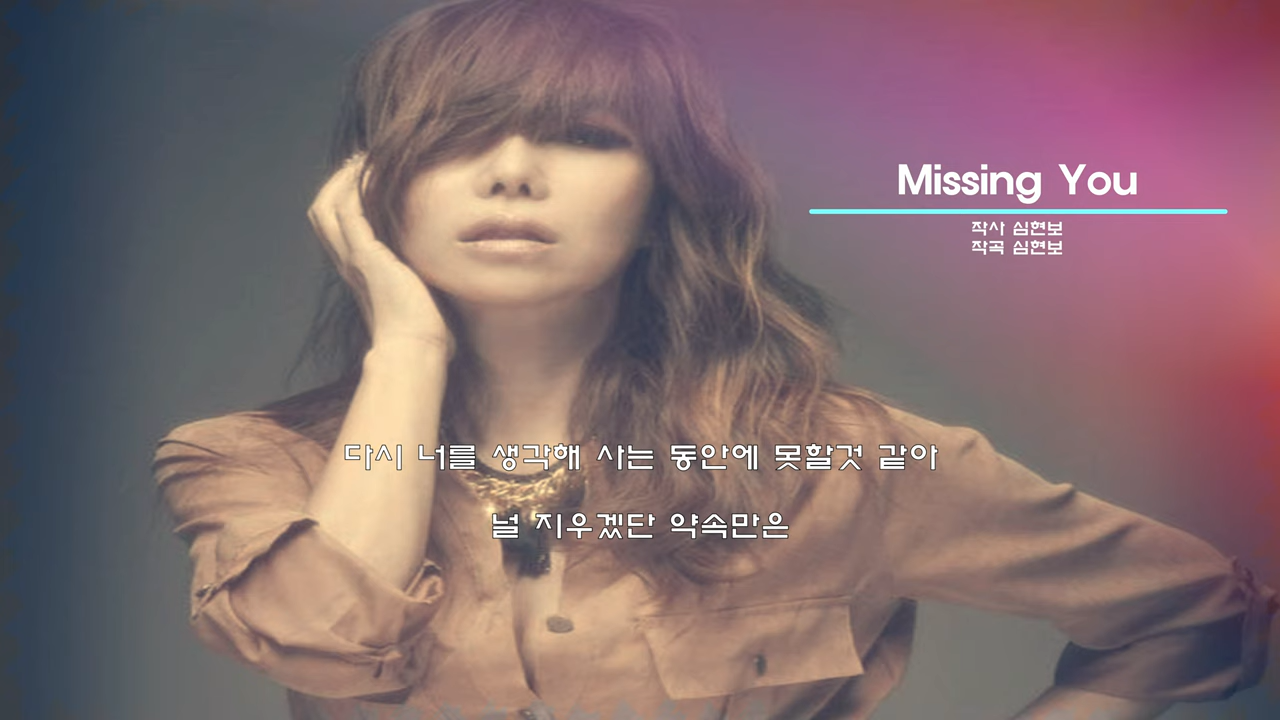 Missing You
작사 심현보
작곡 심현보
다시 너를 생각해 사는 동안에 못할것 같아
널 지우겠단 약속만은